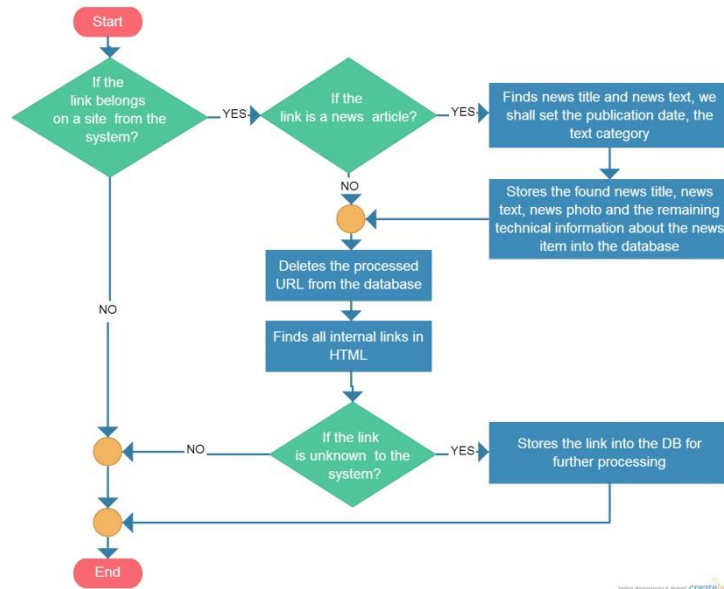 Start
If the
link belongs
on a site from the
system?
YES
If the
link is a news article?
YES
Finds news title and news text, we
shall set the publication date, the
text category
NO
Stores the found news title, news
text, news photo and the remaining
technical information about the news
item into the database
Deletes the processed
URL from the database
NO
Finds all internal links in
HTML
If the link
is unknown to the
system?
NO
YES
Stores the link into the DB for
further processing
End